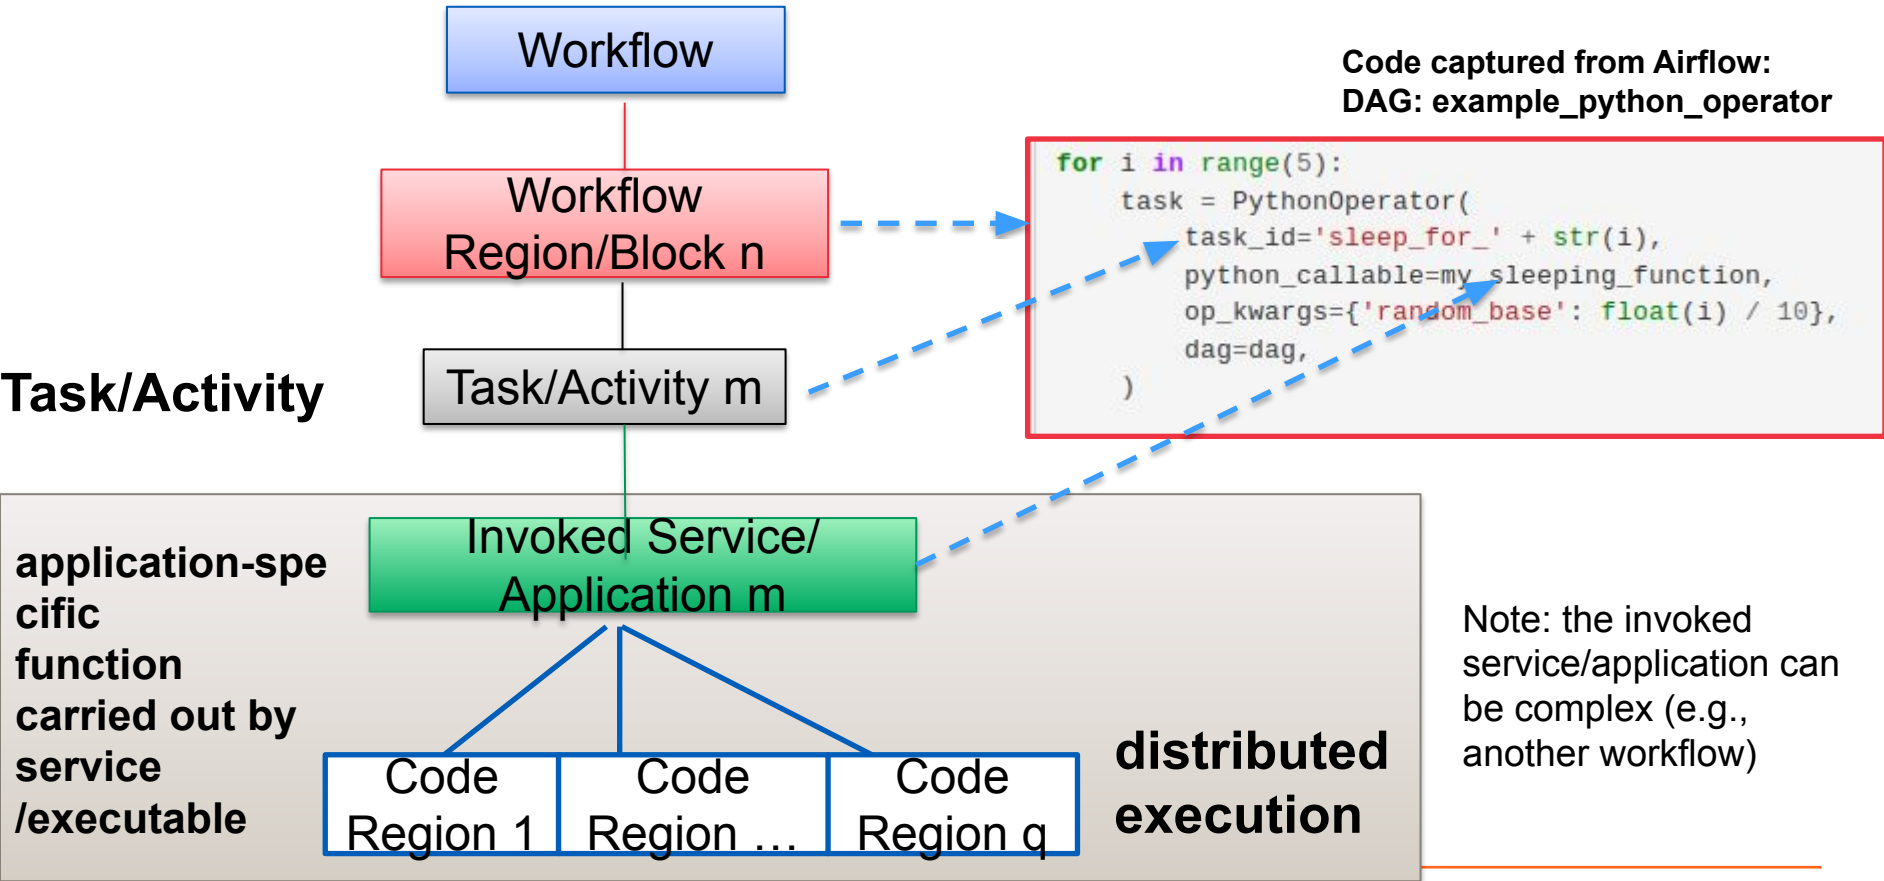 Workflow
Code captured from Airflow:
DAG: example_python_operator
Workflow
Region/Block n
for i in range(5):
    task = PythonOperator(
        task_id='sleep_for_' + str(i),
        python_callable=my_sleeping_function,
        op_kwargs={'random_base': float(i) / 10},
        dag=dag,
    )
Task/Activity
Task/Activity m
Invoked Service/
Application m
application-spe
cific
function
carried out by
service
/executable
Code
Region 1
Code
Region …
Code
Region q
distributed
execution
Note: the invoked
service/application can
be complex (e.g.,
another workflow)